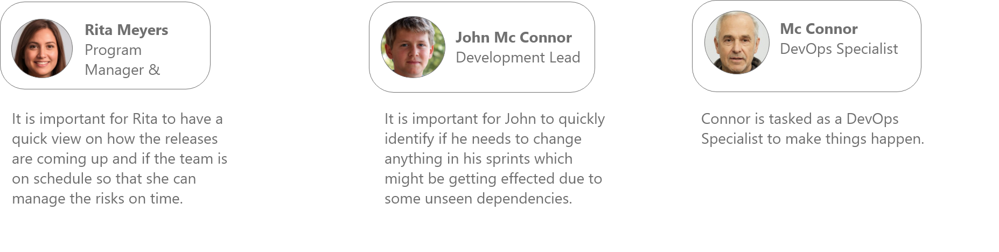 Rita Meyers
Program
Manager &
It is important for Rita to have a
quick view on how the releases
are coming up and if the team is
on schedule so that she can
manage the risks on time.
John Mc Connor
Development Lead
It is important for John to quickly
identify if he needs to change
anything in his sprints which
might be getting effected due to
some unseen dependencies.
Mc Connor
DevOps Specialist
Connor is tasked as a DevOps
Specialist to make things happen.